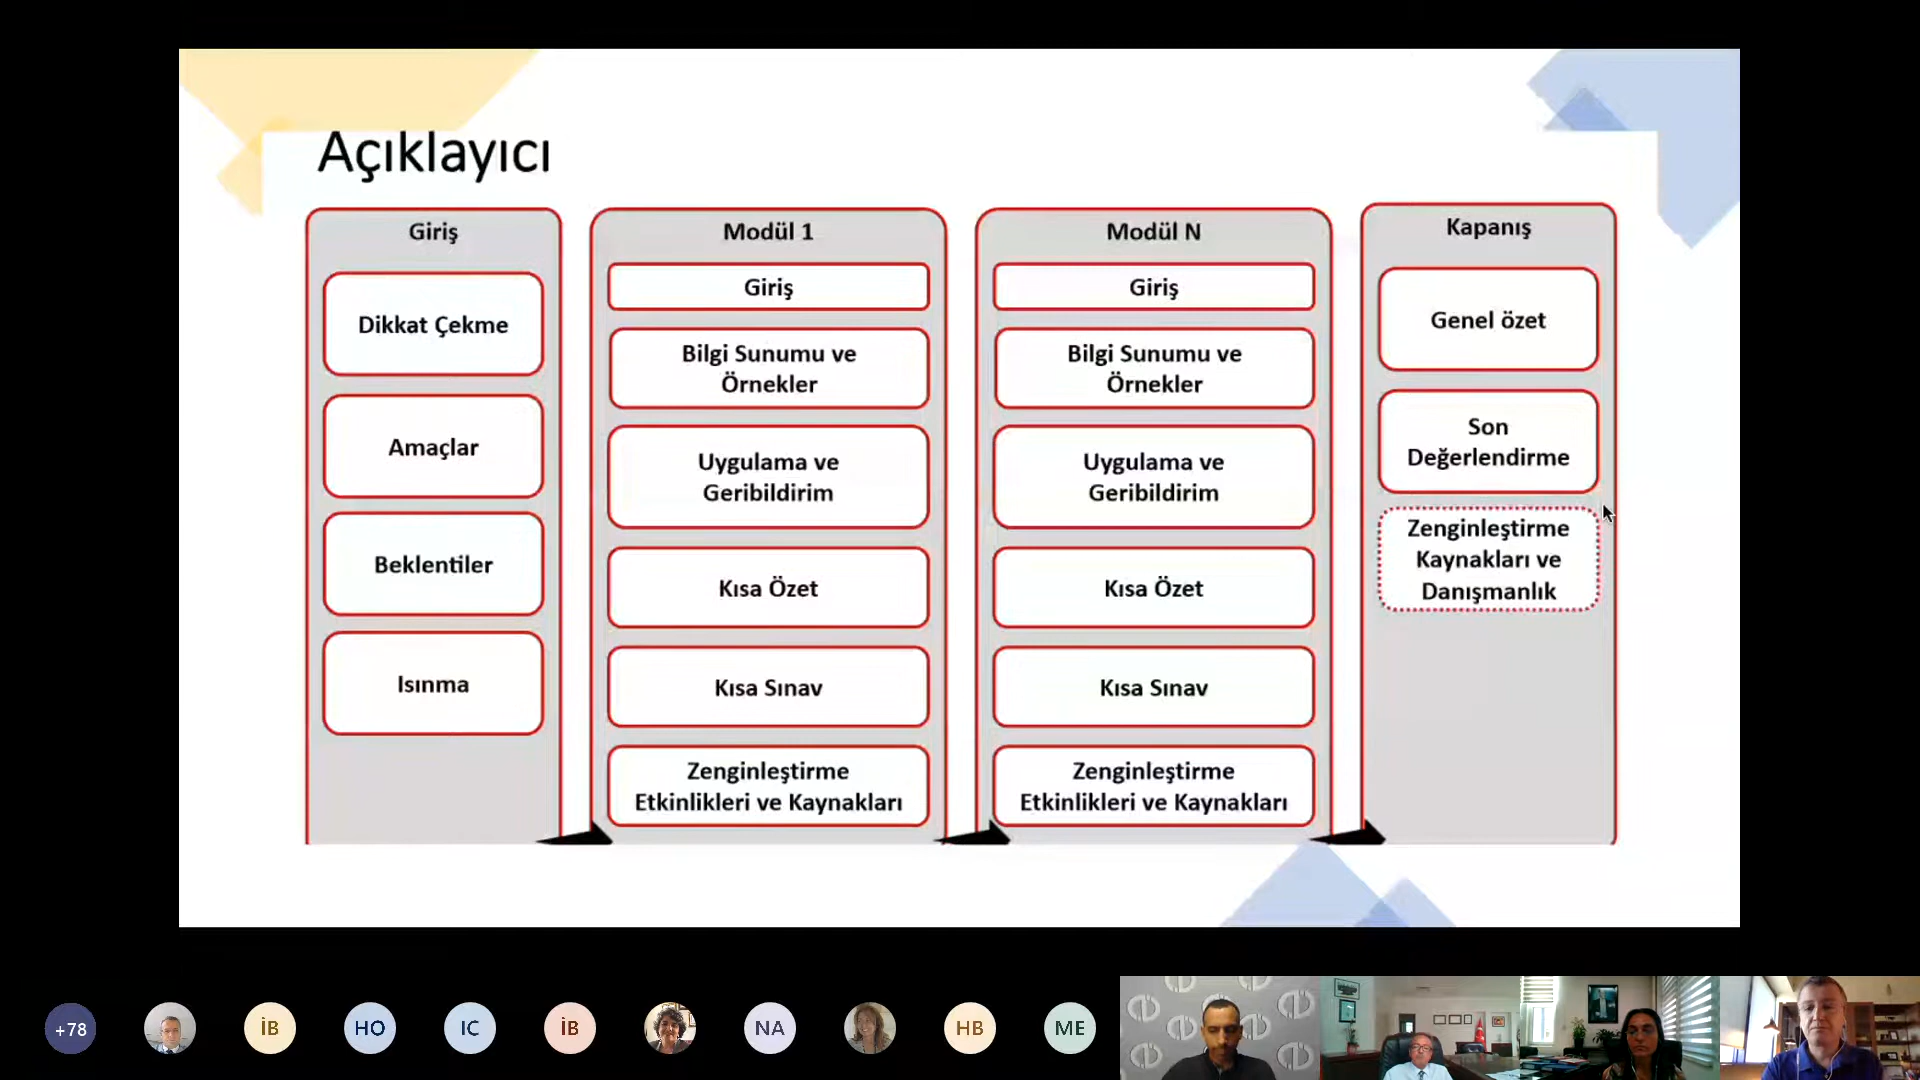 Açıklayıcı
Giriş
Dikkat Çekme
Amaçlar
Beklentiler
Isınma
Modül 1
Giriş
Bilgi Sunumu ve
Örnekler
Uygulama ve
Geribildirim
Kısa Özet
Kısa Sınav
Zenginleştirme
Etkinlikleri ve Kaynakları
Modül N
Giriş
Bilgi Sunumu ve
Örnekler
Uygulama ve
Geribildirim
Kısa Özet
Kısa Sınav
Zenginleştirme
Etkinlikleri ve Kaynakları
Kapanış
Genel özet
Son
Değerlendirme
Zenginleştirme
Kaynakları ve
Danışmanlık
+78
İB
HO
IC
İB
NA
HB
ME